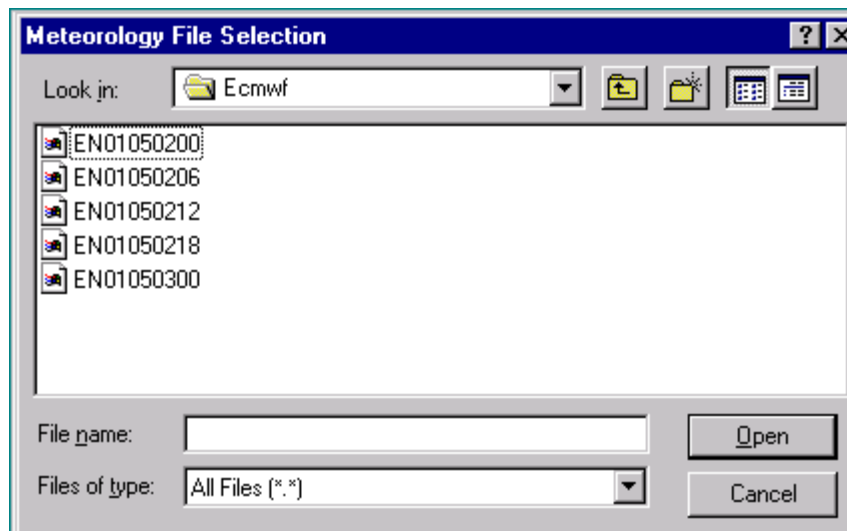 Meteorology File Selection
Look in: Ecmwf
EN01050200
EN01050206
EN01050212
EN01050218
EN01050300
File name: Open
Files of type: All Files (*.*) Cancel